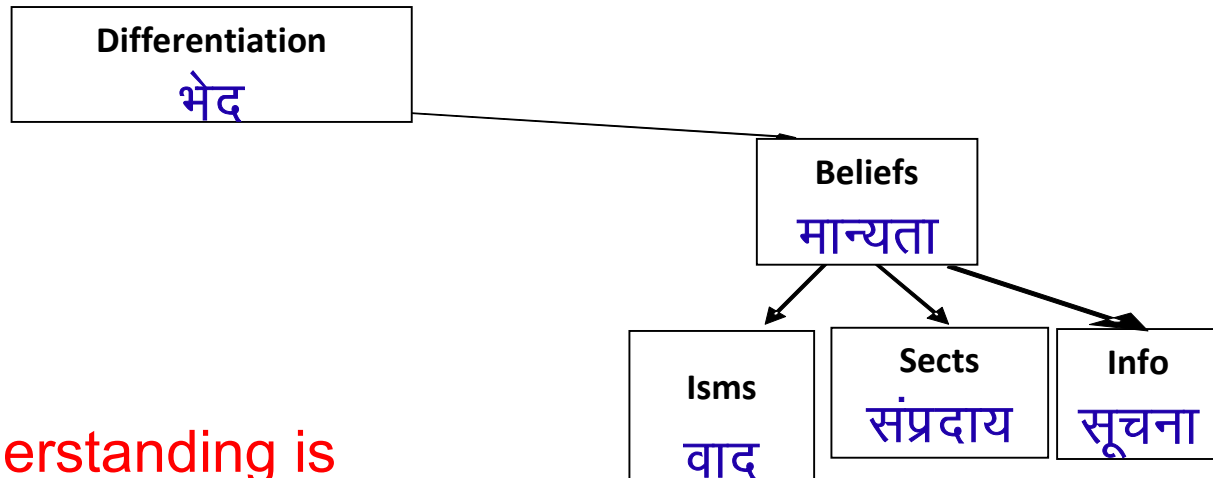 Differentiation
भेद
Beliefs
मान्यता
Isms
वाद
Sects
संप्रदाय
Info
सूचना
erstanding is